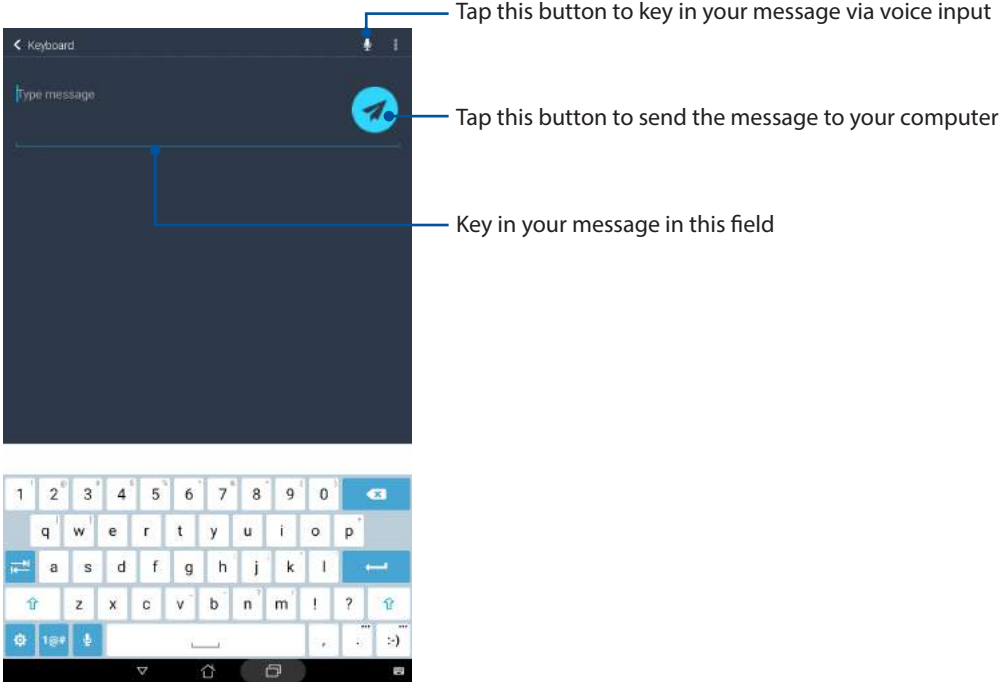 Tap this button to key in your message via voice input
Keyboard
Type message
Tap this button to send the message to your computer
Key in your message in this field
1 2 3 4 5 6 7 8 9 0
q w e r t y u i o p
a s d f g h j k l
z x c v b n m ! ?
1@# , . :-)